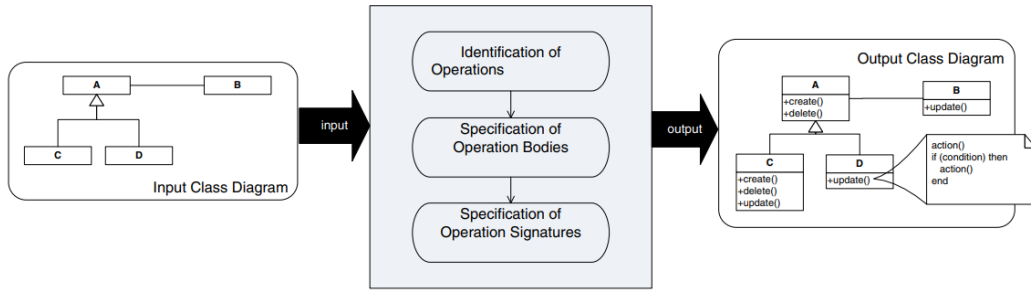 A
B
C
D
Input Class Diagram
input
Identification of
Operations
Specification of
Operation Bodies
Specification of
Operation Signatures
output
Output Class Diagram
A
+create()
+delete()
B
+update()
C
+create()
+delete()
+update()
D
+update()
action()
if (condition) then
action()
end